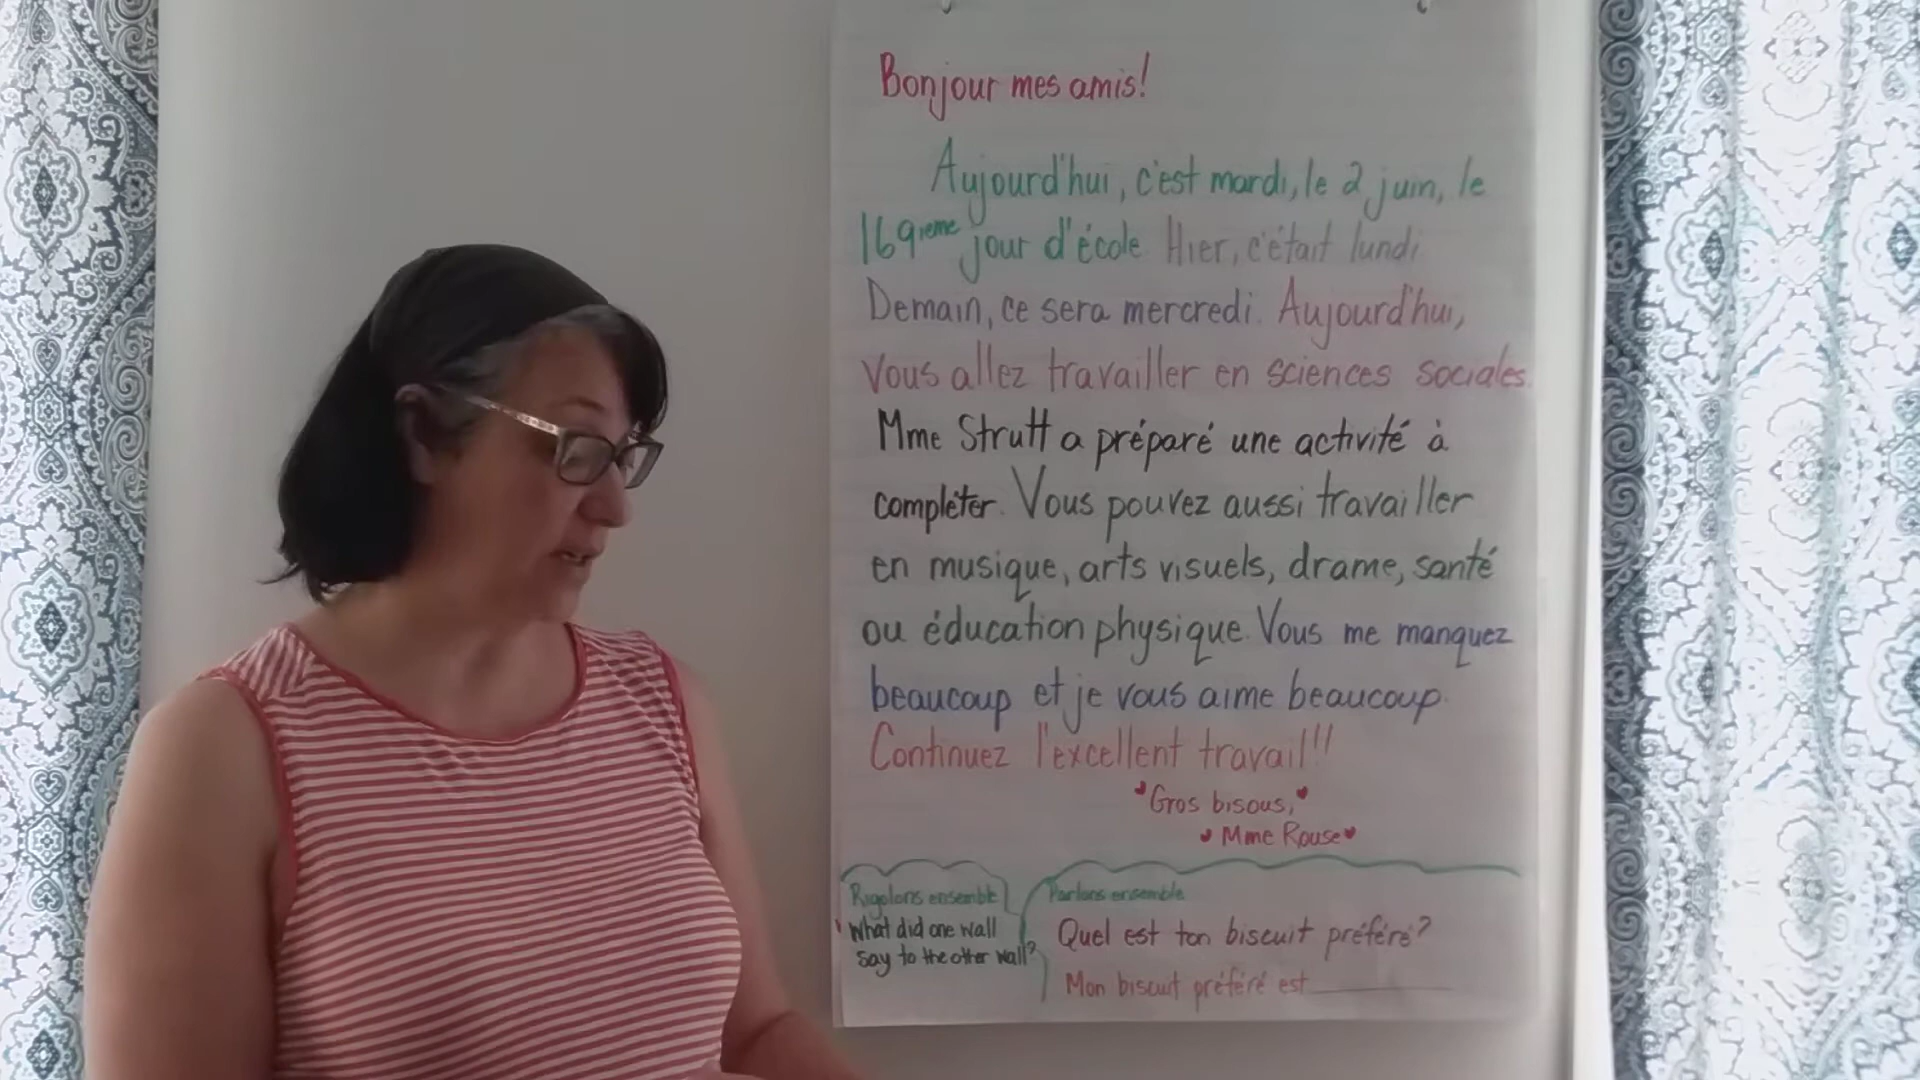 Bonjour mes amis!
Aujourd'hui, c'est mardi, le 2 juin, le
169ieme jour d'école. Hier, c'était lundi
Demain, ce sera mercredi. Aujourd'hui,
vous allez travailler en sciences sociales.
Mme Strutt a préparé une activité à
compléter. Vous pouvez aussi travailler
en musique, arts visuels, drame, santé
ou éducation physique. Vous me manquez
beaucoup et je vous aime beaucoup.
Continuez l'excellent travail!!
Gros bisous,
Mme Rouse
Rigolons ensemble
What did one wall
say to the other wall?
Parlons ensemble
Quel est ton biscuit préféré?
Mon biscuit préféré est